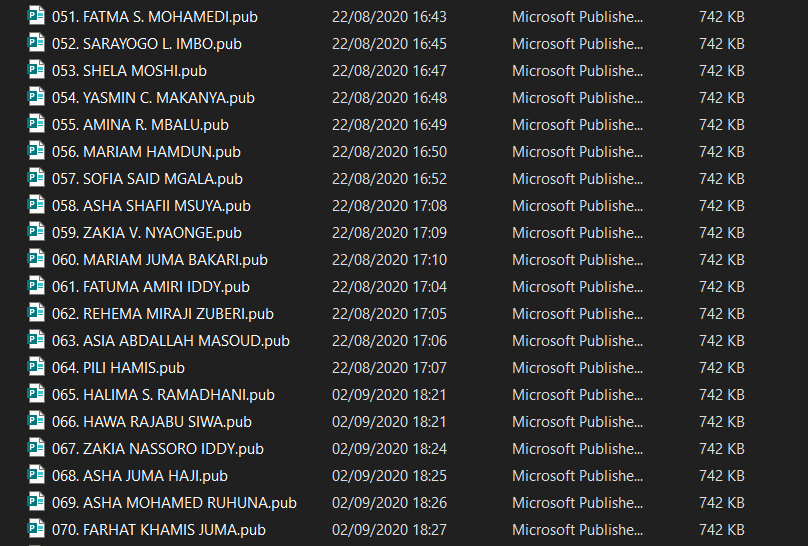 051. FATMA S. MOHAMEDI.pub 22/08/2020 16:43 Microsoft Publishe... 742 KB
052. SARAYOGO L. IMBO.pub 22/08/2020 16:45 Microsoft Publishe... 742 KB
053. SHELA MOSHI.pub 22/08/2020 16:47 Microsoft Publishe... 742 KB
054. YASMIN C. MAKANYA.pub 22/08/2020 16:48 Microsoft Publishe... 742 KB
055. AMINA R. MBALU.pub 22/08/2020 16:49 Microsoft Publishe... 742 KB
056. MARIAM HAMDUN.pub 22/08/2020 16:50 Microsoft Publishe... 742 KB
057. SOFIA SAID MGALA.pub 22/08/2020 16:52 Microsoft Publishe... 742 KB
058. ASHA SHAFII MSUYA.pub 22/08/2020 17:08 Microsoft Publishe... 742 KB
059. ZAKIA V. NYAONGE.pub 22/08/2020 17:09 Microsoft Publishe... 742 KB
060. MARIAM JUMA BAKARI.pub 22/08/2020 17:10 Microsoft Publishe... 742 KB
061. FATUMA AMIRI IDDY.pub 22/08/2020 17:04 Microsoft Publishe... 742 KB
062. REHEMA MIRAJI ZUBERI.pub 22/08/2020 17:05 Microsoft Publishe... 742 KB
063. ASIA ABDALLAH MASOUD.pub 22/08/2020 17:06 Microsoft Publishe... 742 KB
064. PILI HAMIS.pub 22/08/2020 17:07 Microsoft Publishe... 742 KB
065. HALIMA S. RAMADHANI.pub 02/09/2020 18:21 Microsoft Publishe... 742 KB
066. HAWA RAJABU SIWA.pub 02/09/2020 18:21 Microsoft Publishe... 742 KB
067. ZAKIA NASSORO IDDY.pub 02/09/2020 18:24 Microsoft Publishe... 742 KB
068. ASHA JUMA HAJI.pub 02/09/2020 18:25 Microsoft Publishe... 742 KB
069. ASHA MOHAMED RUHUNA.pub 02/09/2020 18:26 Microsoft Publishe... 742 KB
070. FARHAT KHAMIS JUMA.pub 02/09/2020 18:27 Microsoft Publishe... 742 KB